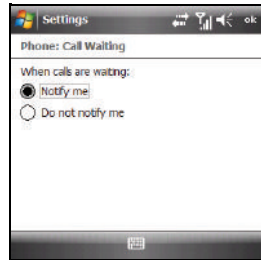 Settings
ok
Phone: Call Waiting
When calls are waiting:
Notify me
Do not notify me